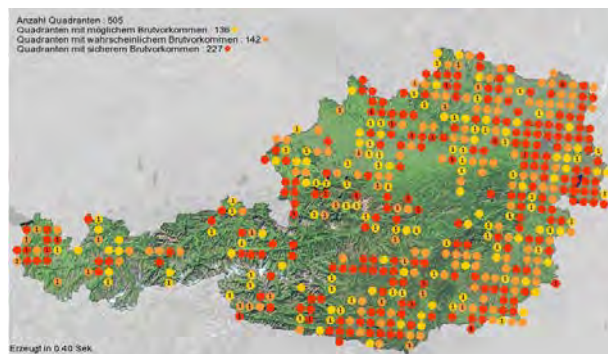 Anzahl Quadranten : 505
Quadranten mit möglichem Brutvorkommen : 136
Quadranten mit wahrscheinlichem Brutvorkommen : 142
Quadranten mit sicherem Brutvorkommen : 227
Erzeugt in 0.40 Sek.